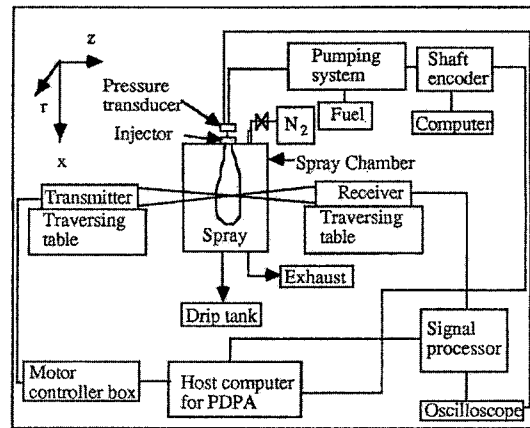 z
r
x
Pressure
transducer
Injector
Pumping
system
Shaft
encoder
Fuel
N2
Computer
Spray Chamber
Transmitter
Traversing
table
Receiver
Traversing
table
Spray
Exhaust
Drip tank
Signal
processor
Motor
controller box
Host computer
for PDPA
Oscilloscope